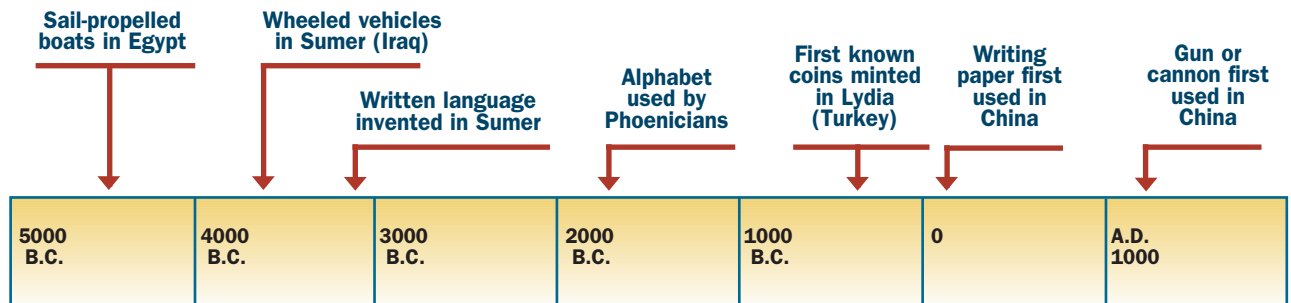 Sail-propelled
boats in Egypt
Wheeled vehicles
in Sumer (Iraq)
Written language
invented in Sumer
Alphabet
used by
Phoenicians
First known
coins minted
in Lydia
(Turkey)
Writing
paper first
used in
China
Gun or
cannon first
used in
China
5000
B.C.
4000
B.C.
3000
B.C.
2000
B.C.
1000
B.C.
0
A.D.
1000